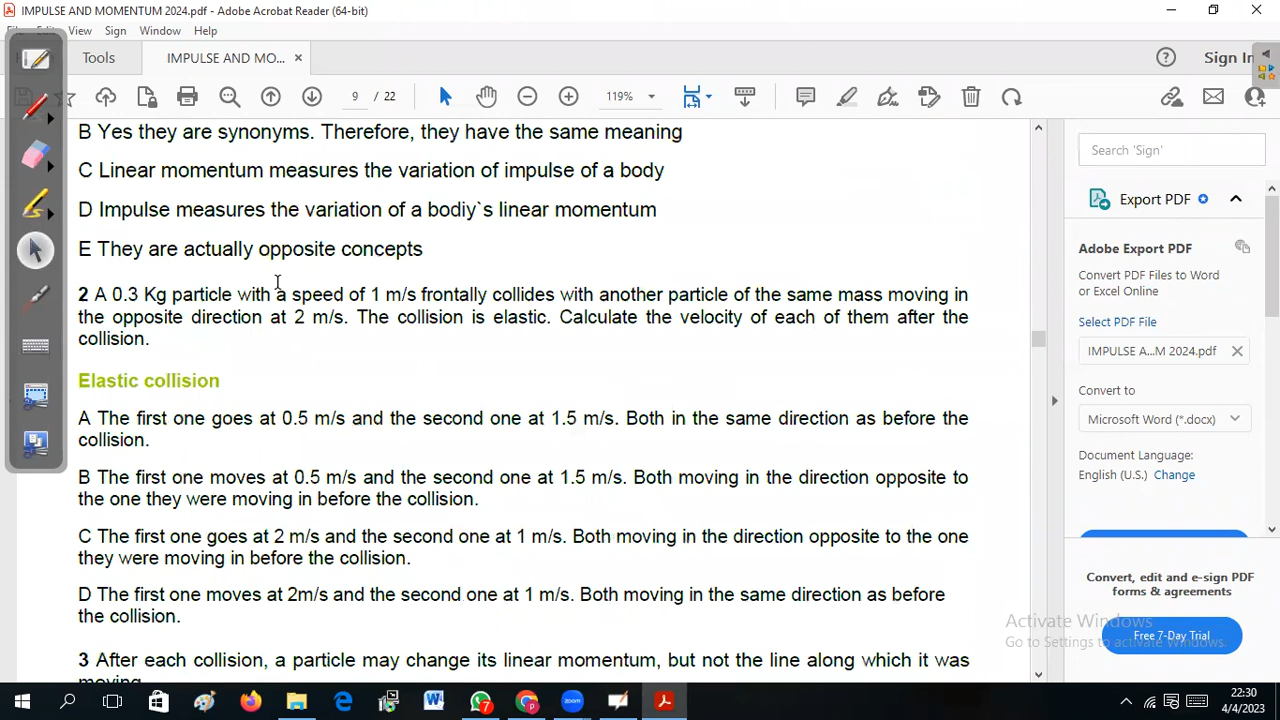 IMPULSE AND MOMENTUM 2024.pdf - Adobe Acrobat Reader (64-bit)
View Sign Window Help
Tools
IMPULSE AND MO... ×
Sign In
9 / 22
119%
B Yes they are synonyms. Therefore, they have the same meaning
C Linear momentum measures the variation of impulse of a body
D Impulse measures the variation of a bodiy`s linear momentum
E They are actually opposite concepts
2 A 0.3 Kg particle with a speed of 1 m/s frontally collides with another particle of the same mass moving in
the opposite direction at 2 m/s. The collision is elastic. Calculate the velocity of each of them after the
collision.
Elastic collision
A The first one goes at 0.5 m/s and the second one at 1.5 m/s. Both in the same direction as before the
collision.
B The first one moves at 0.5 m/s and the second one at 1.5 m/s. Both moving in the direction opposite to
the one they were moving in before the collision.
C The first one goes at 2 m/s and the second one at 1 m/s. Both moving in the direction opposite to the one
they were moving in before the collision.
D The first one moves at 2m/s and the second one at 1 m/s. Both moving in the same direction as before
the collision.
3 After each collision, a particle may change its linear momentum, but not the line along which it was
moving
Search 'Sign'
Export PDF
Adobe Export PDF
Convert PDF Files to Word
or Excel Online
Select PDF File
IMPULSE A...M 2024.pdf
Convert to
Microsoft Word (*.docx)
Document Language:
English (U.S.) Change
Convert, edit and e-sign PDF
forms & agreements
Free 7-Day Trial
Activate Windows
Go to Settings to activate Windows.
7
22:30
4/4/2023